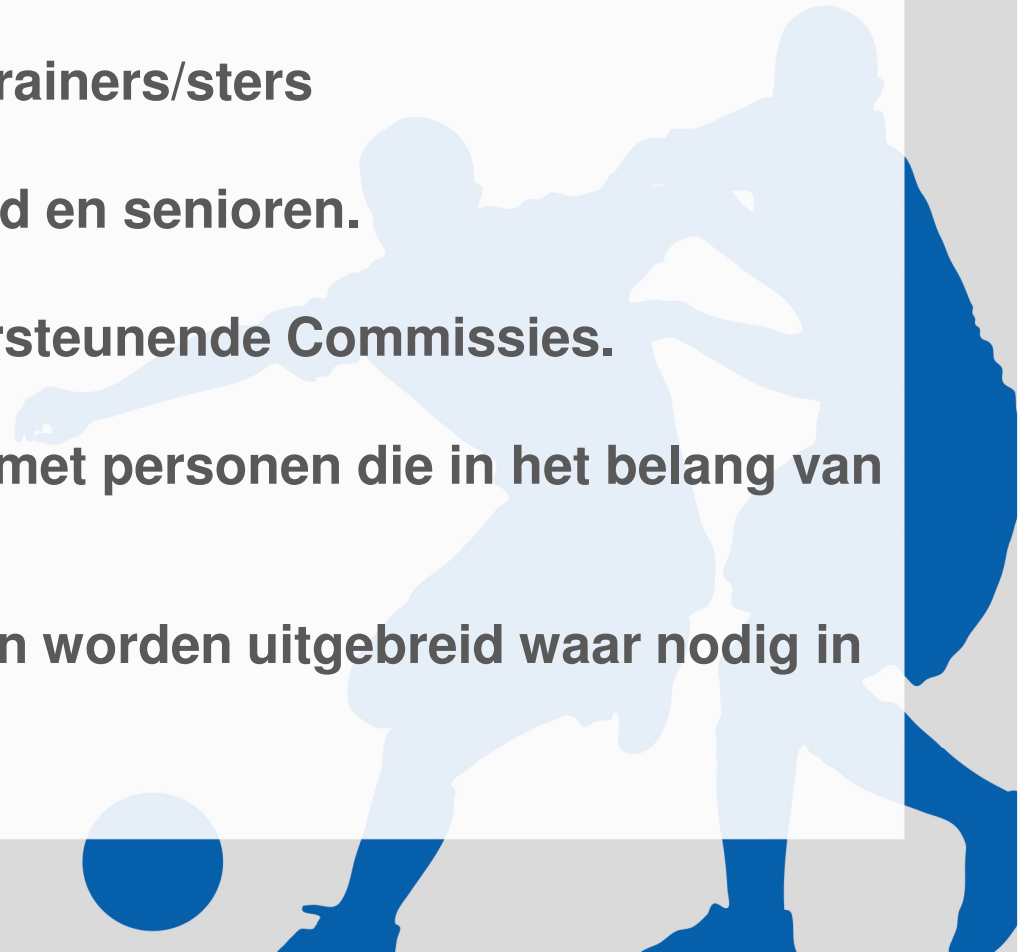 rainers/sters
d en senioren.
rsteunende Commissies.
met personen die in het belang van
n worden uitgebreid waar nodig in